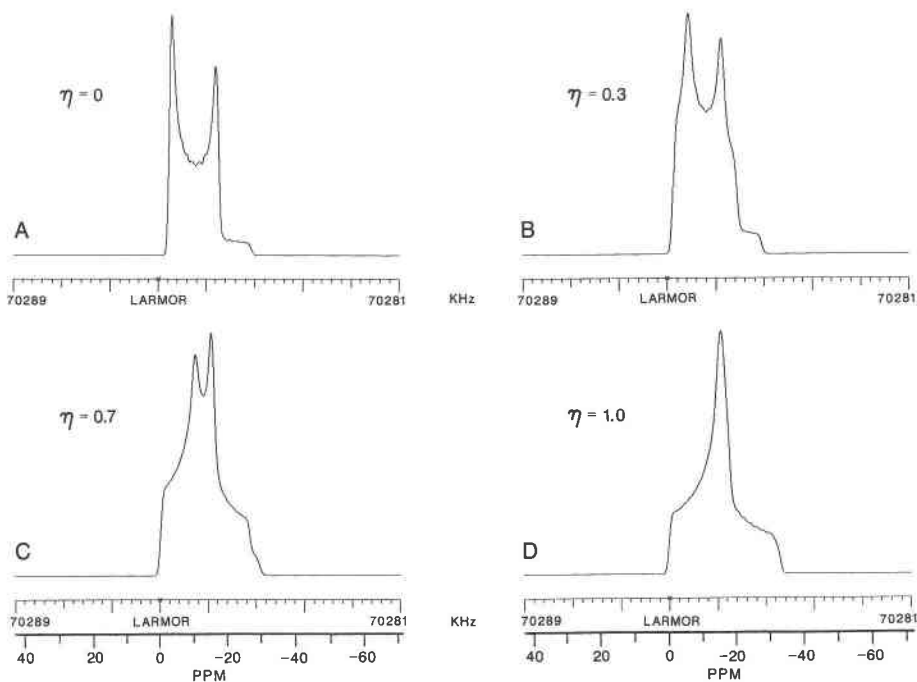 η = 0
A
70289 LARMOR 70281
η = 0.3
B
70289 LARMOR 70281
KHz
η = 0.7
C
70289 LARMOR 70281
40 20 0 -20 -40 -60
PPM
η = 1.0
D
70289 LARMOR 70281
40 20 0 -20 -40 -60
PPM
KHz